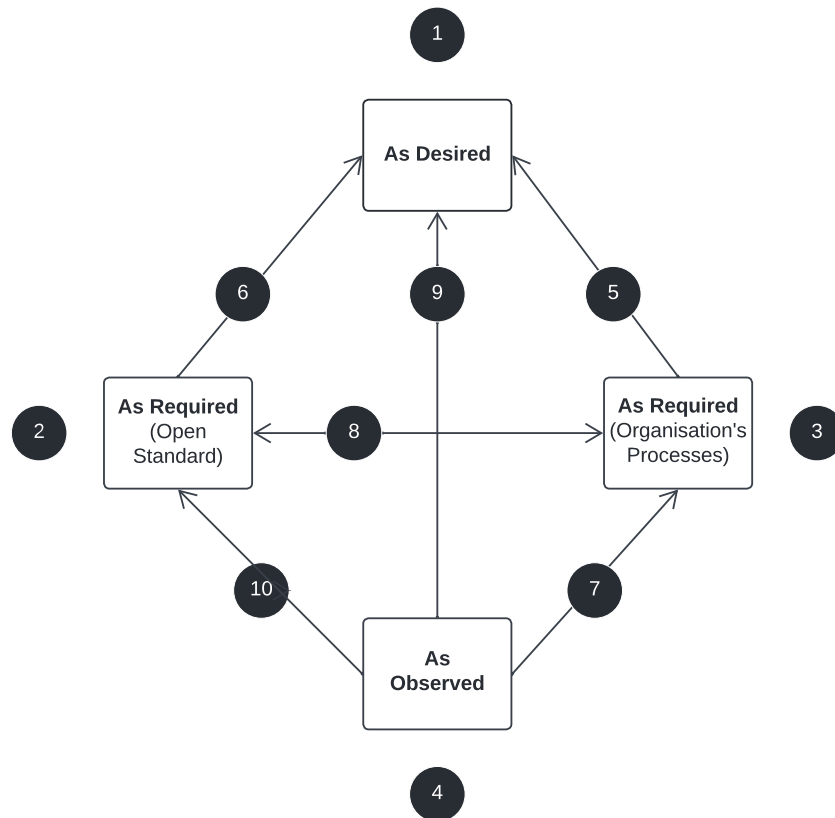 1
As Desired
6
9
5
2
As Required
(Open
Standard)
8
As Required
(Organisation's
Processes)
3
10
7
As
Observed
4